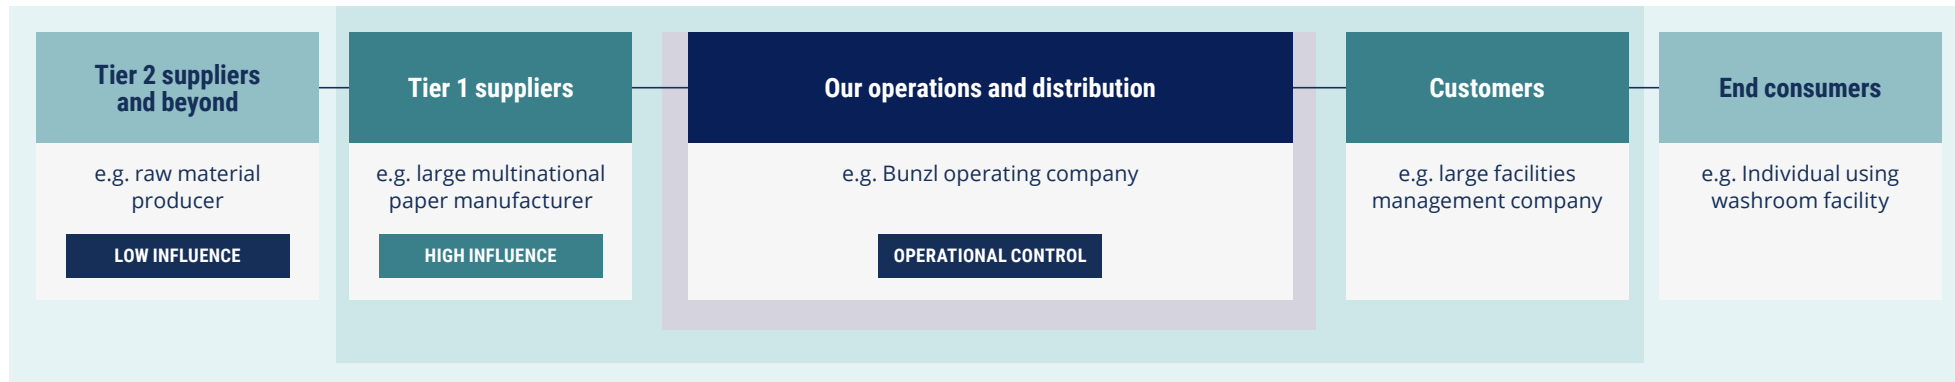 Tier 2 suppliers
and beyond
e.g. raw material
producer
LOW INFLUENCE
Tier 1 suppliers
e.g. large multinational
paper manufacturer
HIGH INFLUENCE
Our operations and distribution
e.g. Bunzl operating company
OPERATIONAL CONTROL
Customers
e.g. large facilities
management company
End consumers
e.g. Individual using
washroom facility